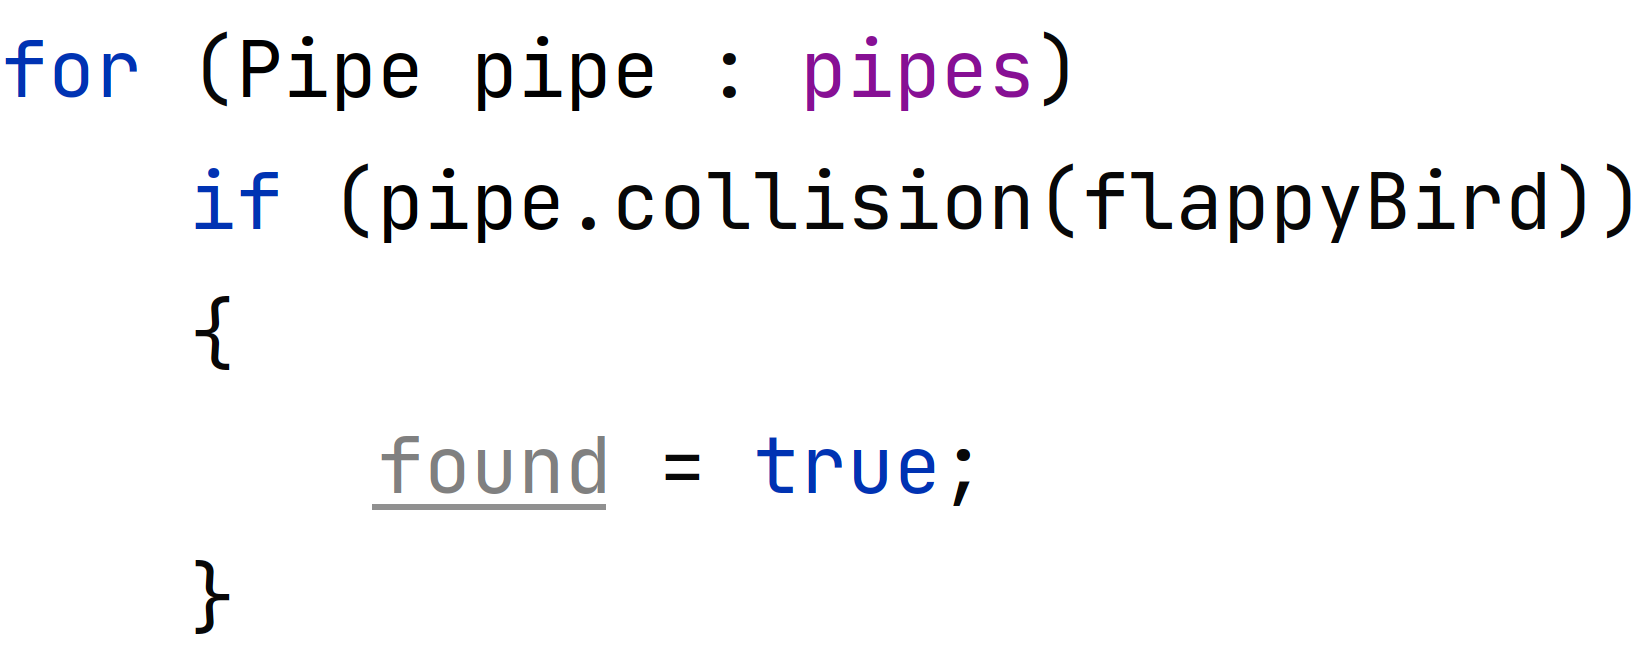 for (Pipe pipe : pipes)
    if (pipe.collision(flappyBird))
    {
        found = true;
    }